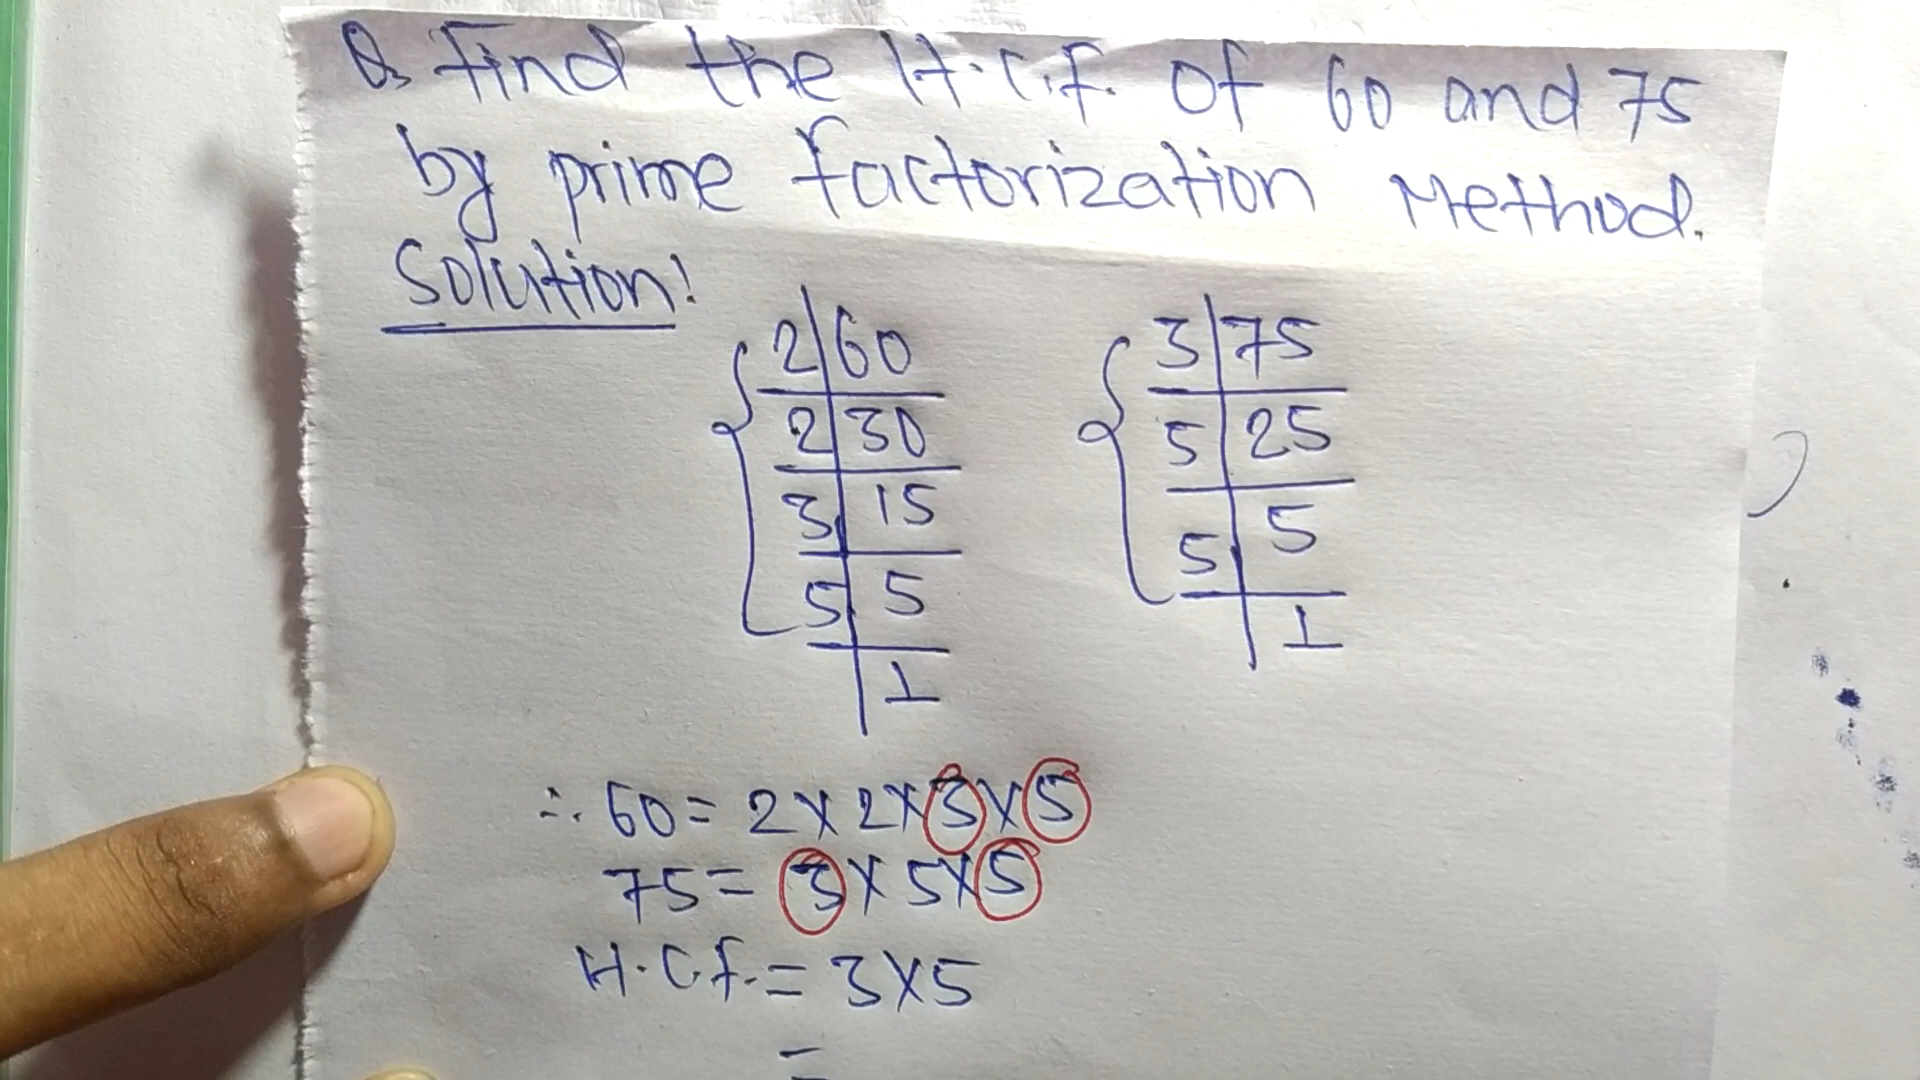 Q. Find the H.C.F. of 60 and 75
by prime factorization Method.
Solution:
2|60
2|30
3|15
5|5
1
3|75
5|25
5|5
1
∴ 60 = 2 × 2 × 3 × 5
75 = 3 × 5 × 5
H.C.F. = 3 × 5
=